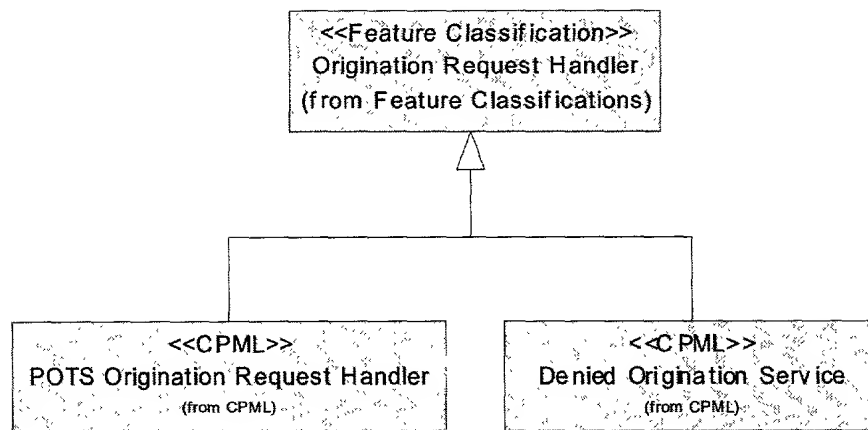 <<Feature Classification>>
Origination Request Handler
(from Feature Classifications)
<<CPML>>
POTS Origination Request Handler
(from CPML)
<<CPML>>
Denied Origination Service
(from CPML)